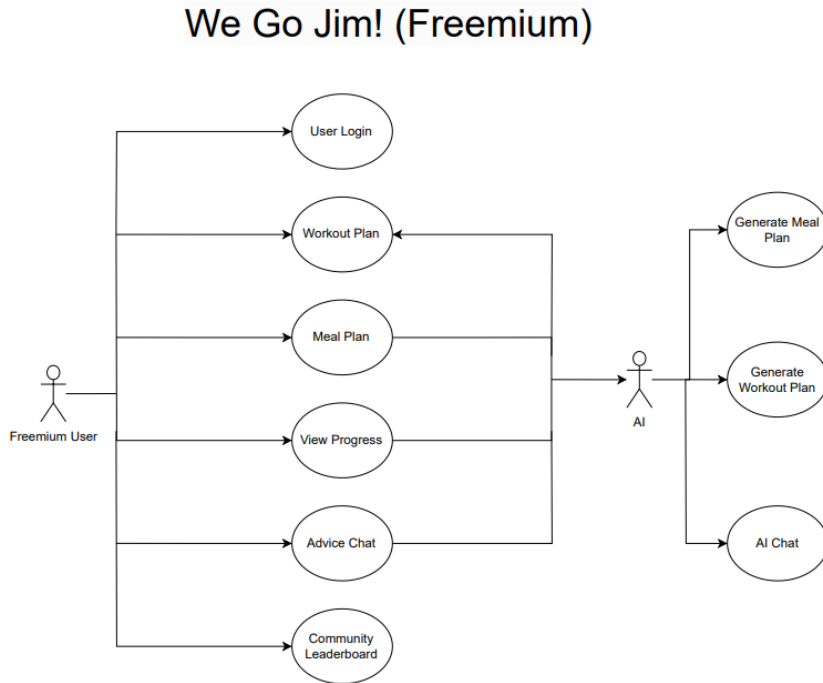 We Go Jim! (Freemium)
User Login
Workout Plan
Generate Meal
Plan
Meal Plan
Generate
Workout Plan
AI
Freemium User
View Progress
Advice Chat
AI Chat
Community
Leaderboard